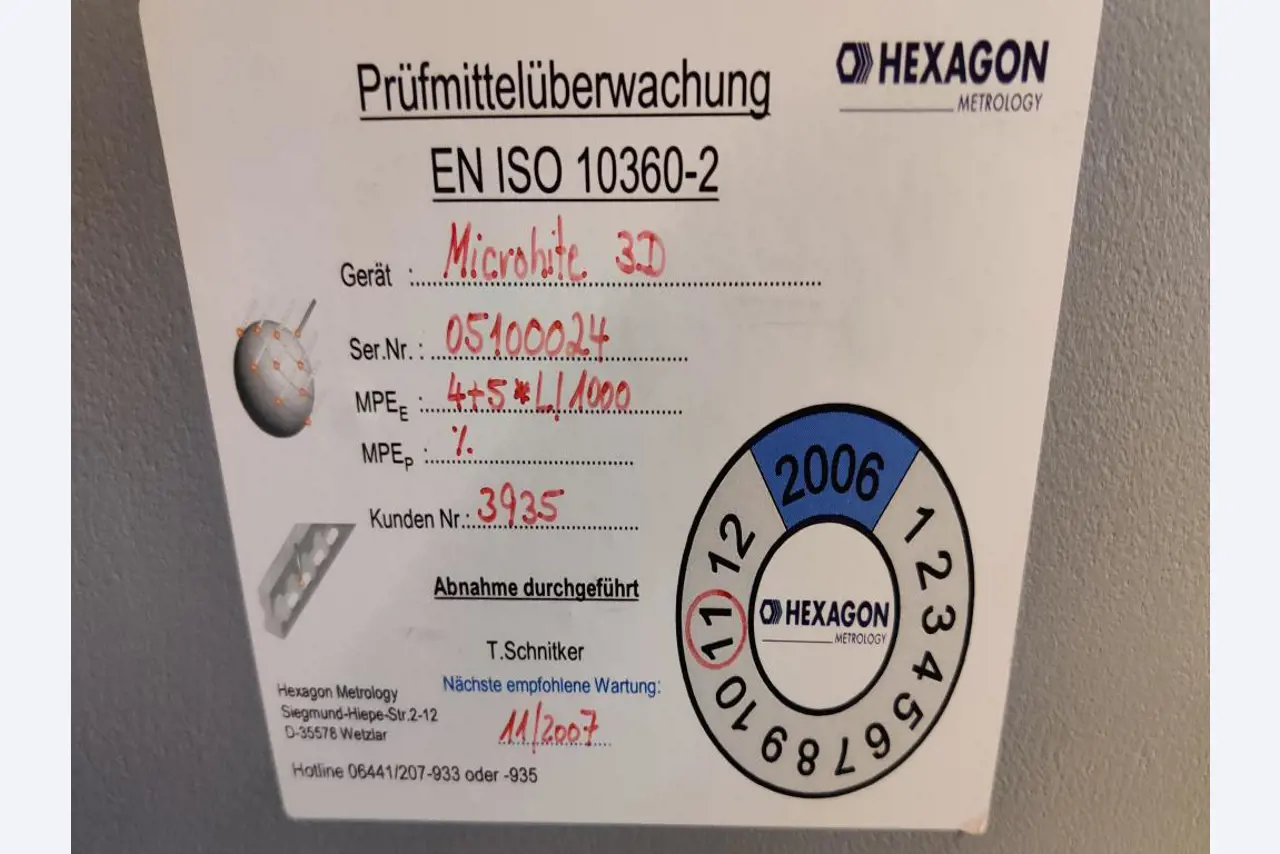 Prüfmittelüberwachung
HEXAGON
METROLOGY
EN ISO 10360-2
Gerät :. Microhite 3D
Ser.Nr. : 05100024
MPEE : 4+5*L/1000
MPEP : %
Kunden Nr.: 3935
Abnahme durchgeführt
T.Schnitker
Nächste empfohlene Wartung:
11/2007
Hexagon Metrology
Siegmund-Hiepe-Str.2-12
D-35578 Wetzlar
Hotline 06441/207-933 oder -935
2006
1 2 3 4 5 6 7 8 9 10 11 12
HEXAGON
METROLOGY